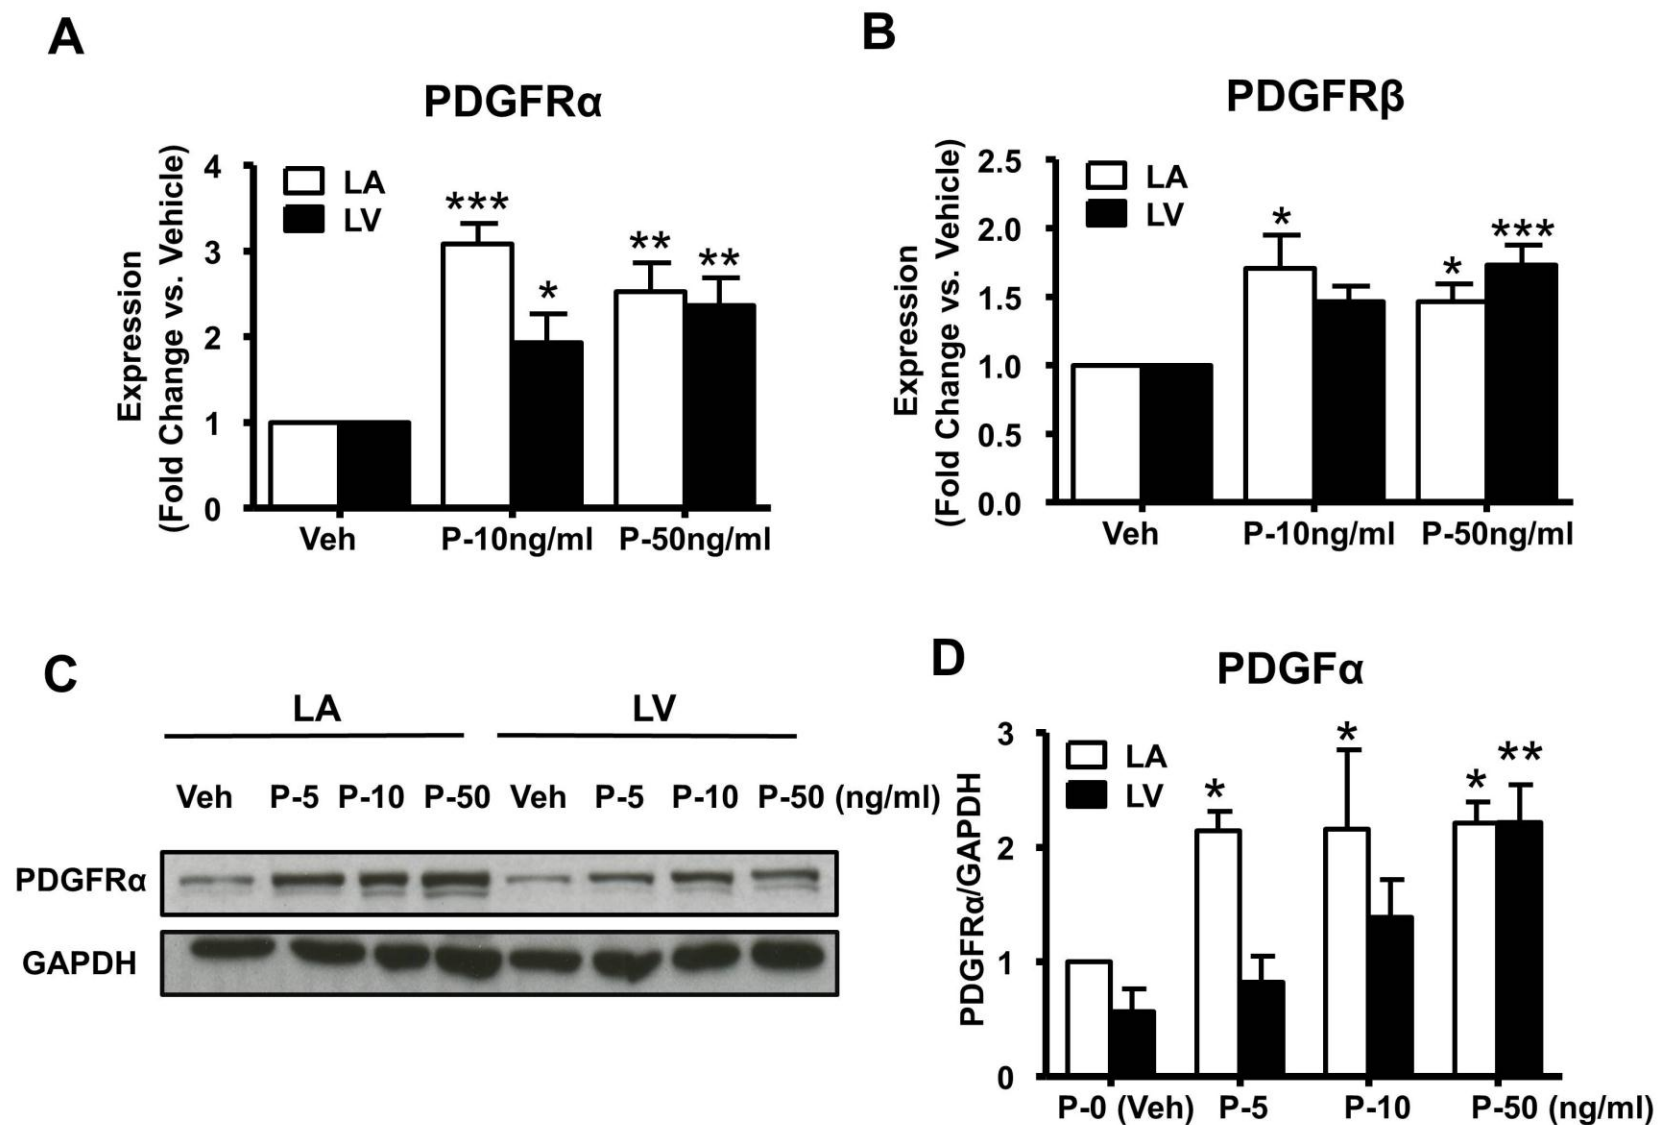 A
PDGFRα
Expression
(Fold Change vs. Vehicle)
4
3
2
1
0
LA
LV
***
*
**
**
Veh
P-10ng/ml
P-50ng/ml
B
PDGFRβ
Expression
(Fold Change vs. Vehicle)
2.5
2.0
1.5
1.0
0.5
0.0
LA
LV
*
*
***
Veh
P-10ng/ml
P-50ng/ml
C
LA
LV
Veh P-5 P-10 P-50 Veh P-5 P-10 P-50 (ng/ml)
PDGFRα
GAPDH
D
PDGFα
PDGFRα/GAPDH
3
2
1
0
LA
LV
*
*
*
**
P-0 (Veh) P-5 P-10 P-50 (ng/ml)